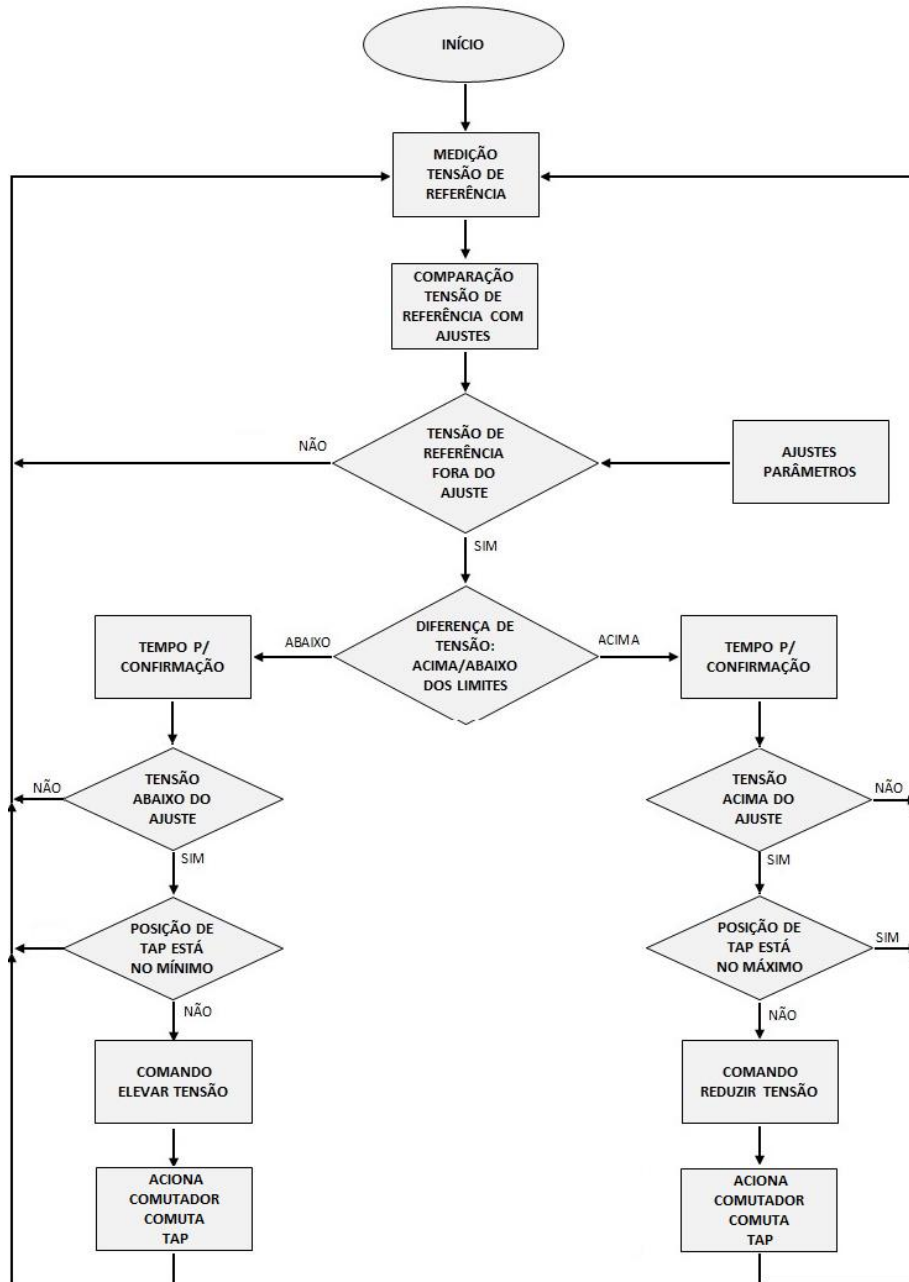 INÍCIO
MEDIÇÃO
TENSÃO DE
REFERÊNCIA
COMPARAÇÃO
TENSÃO DE
REFERÊNCIA COM
AJUSTES
NÃO
TENSÃO DE
REFERÊNCIA
FORA DO
AJUSTE
AJUSTES
PARÂMETROS
SIM
ABAIXO
DIFERENÇA DE
TENSÃO:
ACIMA/ABAIXO
DOS LIMITES
ACIMA
TEMPO P/
CONFIRMAÇÃO
TEMPO P/
CONFIRMAÇÃO
NÃO
TENSÃO
ABAIXO DO
AJUSTE
TENSÃO
ACIMA DO
AJUSTE
NÃO
SIM
SIM
POSIÇÃO DE
TAP ESTÁ
NO MÍNIMO
POSIÇÃO DE
TAP ESTÁ
NO MÁXIMO
SIM
NÃO
NÃO
COMANDO
ELEVAR TENSÃO
COMANDO
REDUZIR TENSÃO
ACIONA
COMUTADOR
COMUTA
TAP
ACIONA
COMUTADOR
COMUTA
TAP